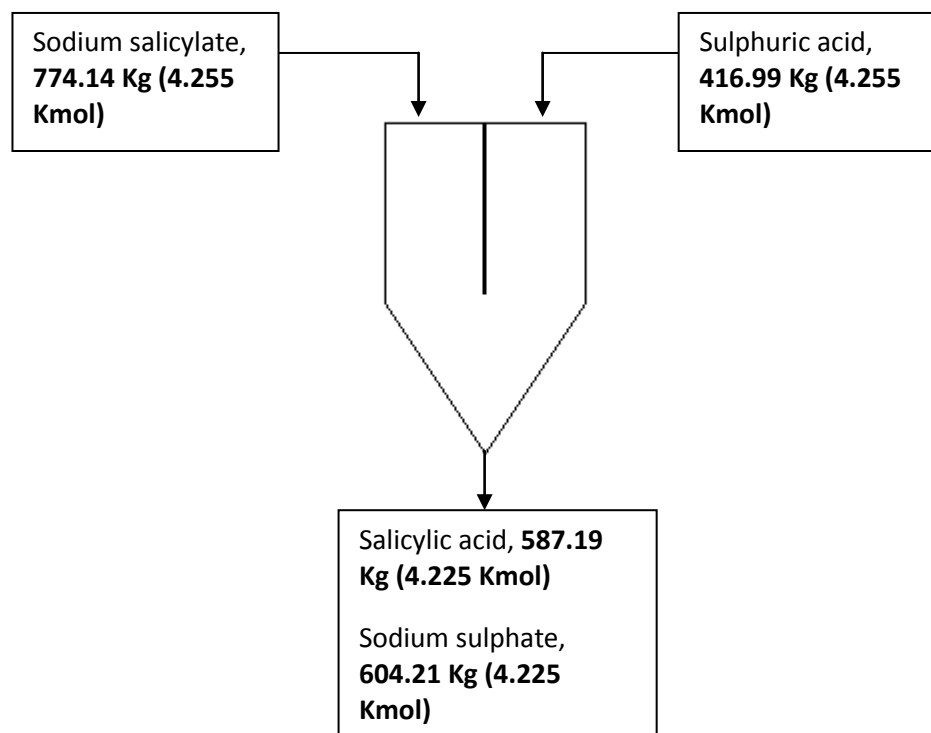 Sodium salicylate,
774.14 Kg (4.255
Kmol)
Sulphuric acid,
416.99 Kg (4.255
Kmol)
Salicylic acid, 587.19
Kg (4.225 Kmol)
Sodium sulphate,
604.21 Kg (4.225
Kmol)